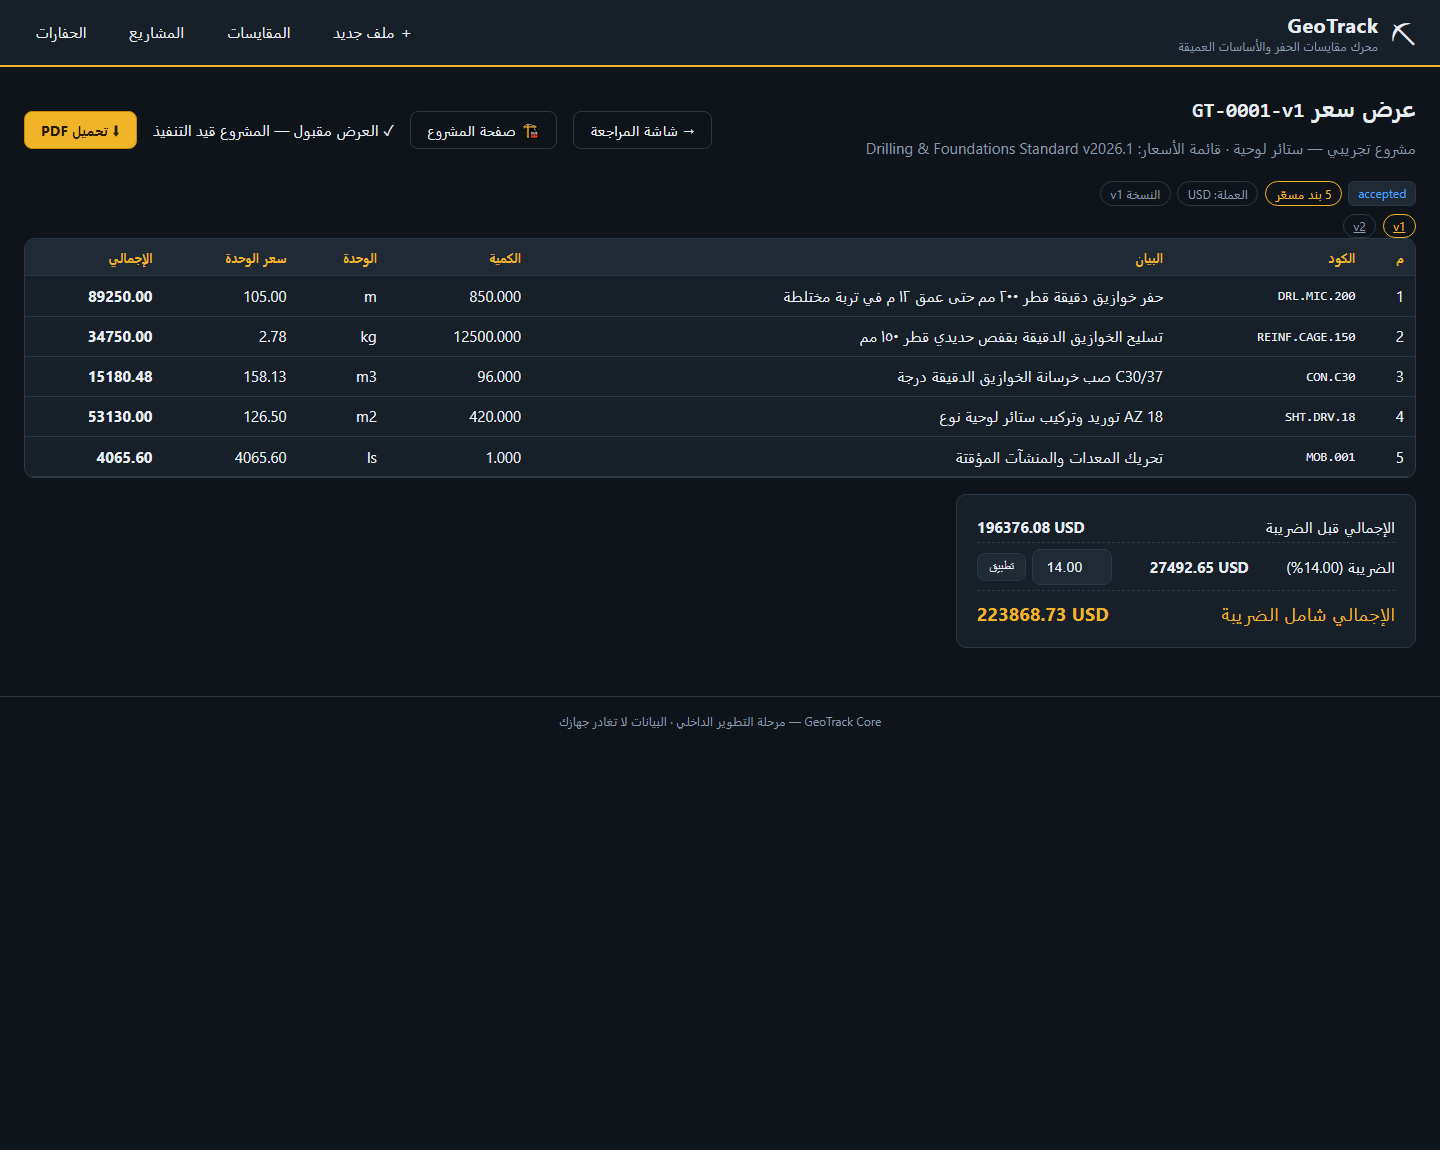 GeoTrack
محرك مقايسات الحفر والأساسات العميقة
+ ملف جديد
المقايسات
المشاريع
الحفارات
عرض سعر GT-0001-v1
مشروع تجريبي — ستائر لوحية · قائمة الأسعار: Drilling & Foundations Standard v2026.1
→ شاشة المراجعة
🏗️ صفحة المشروع
✓ العرض مقبول — المشروع قيد التنفيذ
⬇ تحميل PDF
accepted
5 بند مسعّر
العملة: USD
النسخة v1
v1
v2
م الكود البيان الكمية الوحدة سعر الوحدة الإجمالي
1 DRL.MIC.200 حفر خوازيق دقيقة قطر ٢٠٠ مم حتى عمق ١٢ م في تربة مختلطة 850.000 m 105.00 89250.00
2 REINF.CAGE.150 تسليح الخوازيق الدقيقة بقفص حديدي قطر ١٥٠ مم 12500.000 kg 2.78 34750.00
3 CON.C30 صب خرسانة الخوازيق الدقيقة درجة C30/37 96.000 m3 158.13 15180.48
4 SHT.DRV.18 توريد وتركيب ستائر لوحية نوع AZ 18 420.000 m2 126.50 53130.00
5 MOB.001 تحريك المعدات والمنشآت المؤقتة 1.000 ls 4065.60 4065.60
الإجمالي قبل الضريبة 196376.08 USD
الضريبة (14.00%) 27492.65 USD 14.00 تطبيق
الإجمالي شامل الضريبة 223868.73 USD
GeoTrack Core — مرحلة التطوير الداخلي · البيانات لا تغادر جهازك